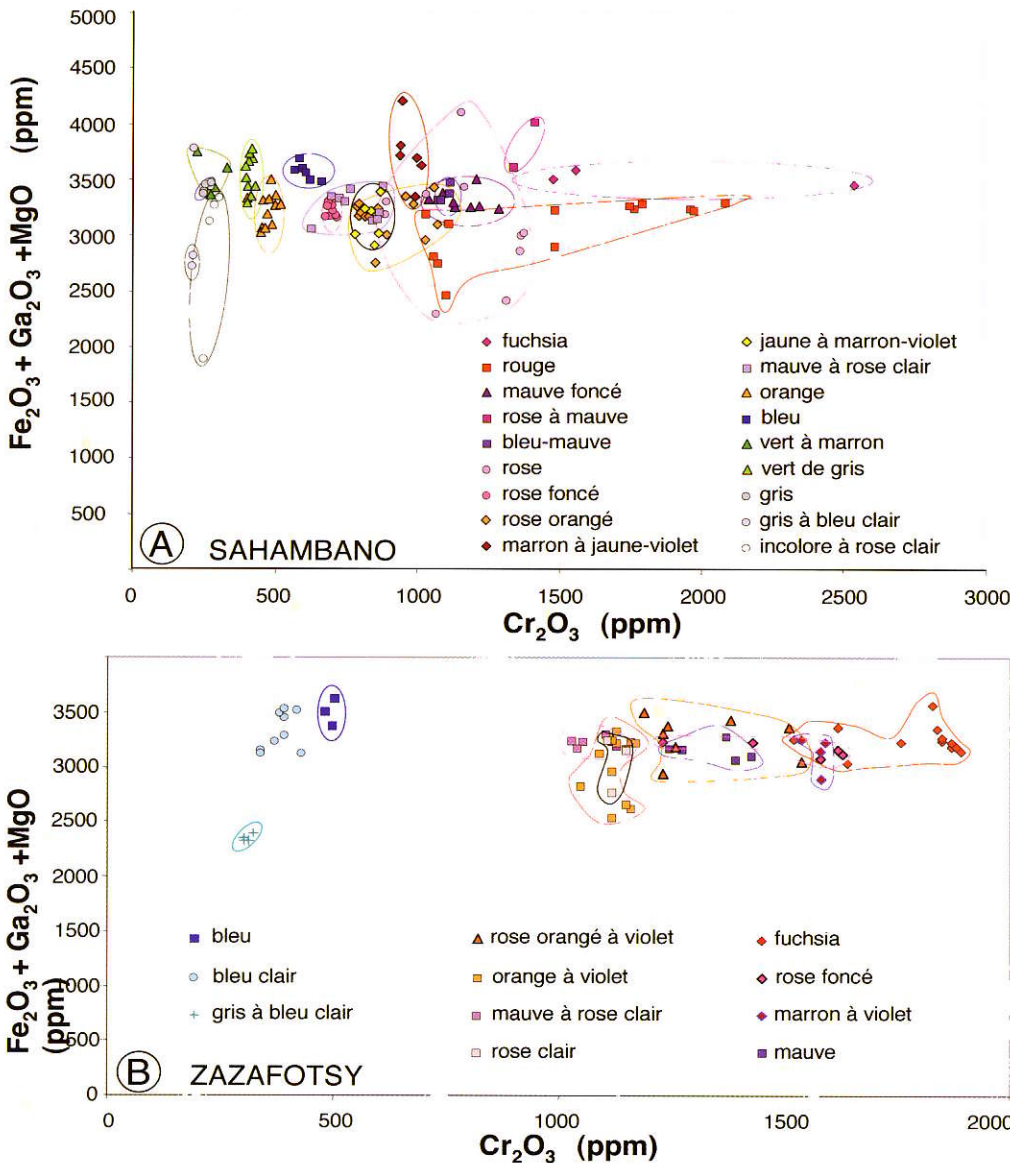 5000
4500
4000
3500
3000
2500
2000
1500
1000
500
Fe₂O₃ + Ga₂O₃ +MgO (ppm)
fuchsia
rouge
mauve foncé
rose à mauve
bleu-mauve
rose
rose foncé
rose orangé
marron à jaune-violet
jaune à marron-violet
mauve à rose clair
orange
bleu
vert à marron
vert de gris
gris
gris à bleu clair
incolore à rose clair
A SAHAMBANO
0 500 1000 1500 2000 2500 3000
Cr₂O₃ (ppm)
3500
3000
2500
2000
1500
1000
500
0
Fe₂O₃ + Ga₂O₃ +MgO
(ppm)
bleu
bleu clair
gris à bleu clair
rose orangé à violet
orange à violet
mauve à rose clair
rose clair
fuchsia
rose foncé
marron à violet
mauve
B ZAZAFOTSY
0 500 1000 1500 2000
Cr₂O₃ (ppm)